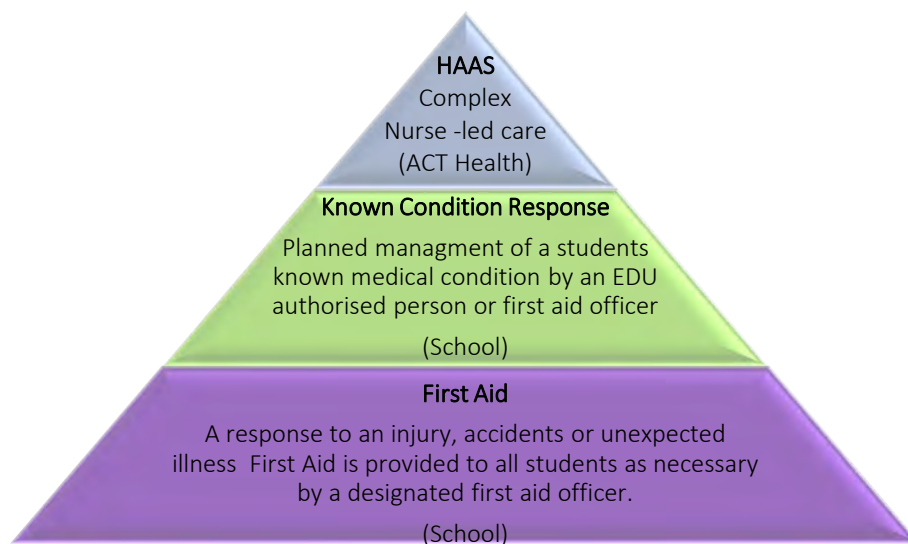 HAAS
Complex
Nurse -led care
(ACT Health)
Known Condition Response
Planned managment of a students
known medical condition by an EDU
authorised person or first aid officer
(School)
First Aid
A response to an injury, accidents or unexpected
illness  First Aid is provided to all students as necessary
by a designated first aid officer.
(School)